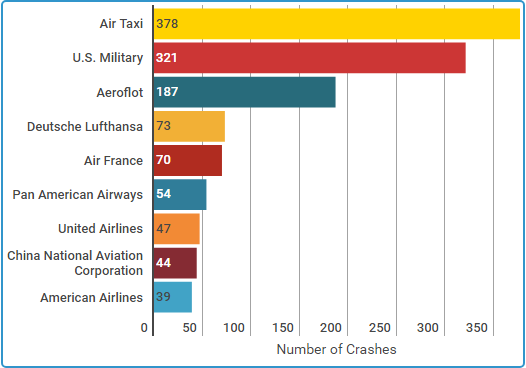 Air Taxi 378
U.S. Military 321
Aeroflot 187
Deutsche Lufthansa 73
Air France 70
Pan American Airways 54
United Airlines 47
China National Aviation
Corporation 44
American Airlines 39
0 50 100 150 200 250 300 350
Number of Crashes